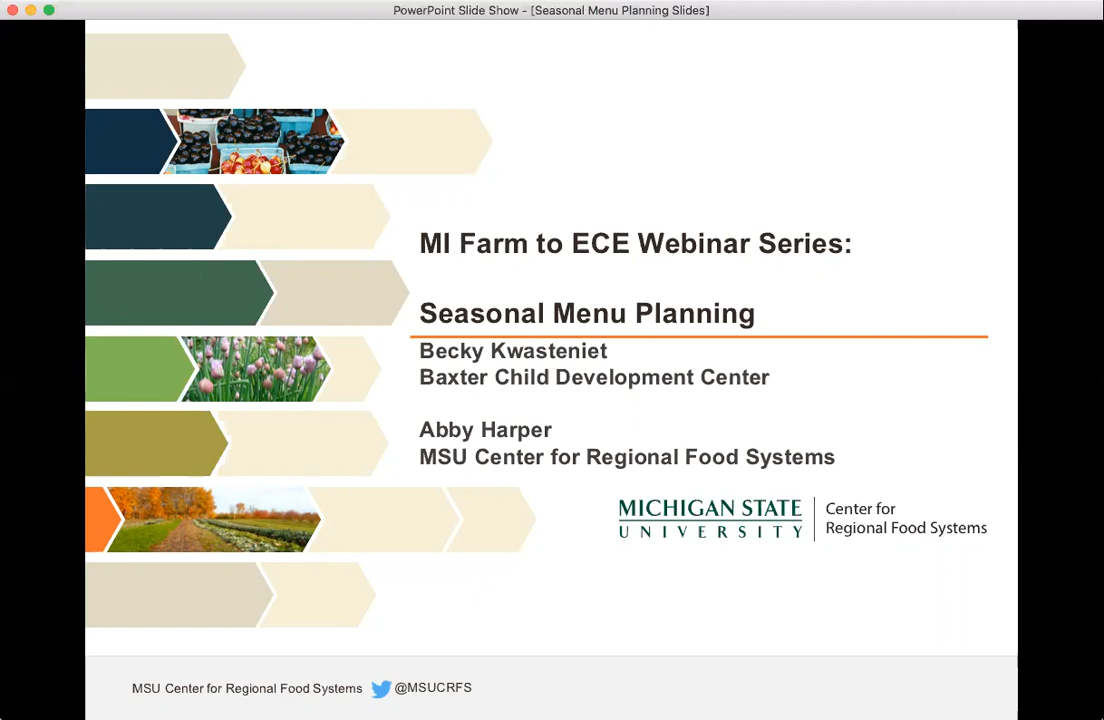 PowerPoint Slide Show - [Seasonal Menu Planning Slides]
MI Farm to ECE Webinar Series:
Seasonal Menu Planning
Becky Kwasteniet
Baxter Child Development Center
Abby Harper
MSU Center for Regional Food Systems
MICHIGAN STATE
UNIVERSITY
Center for
Regional Food Systems
MSU Center for Regional Food Systems @MSUCRFS